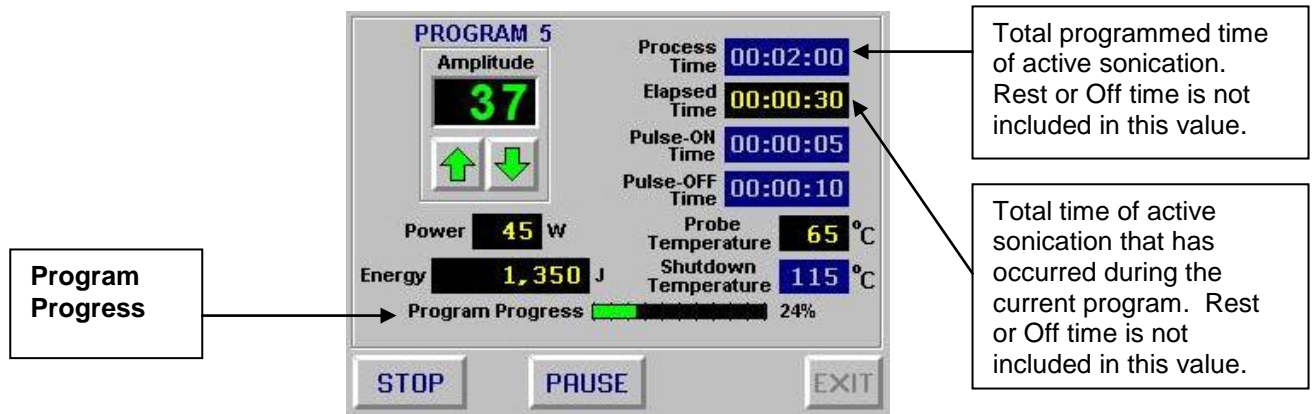 PROGRAM 5
Amplitude
37
Process
Time 00:02:00
Elapsed
Time 00:00:30
Pulse-ON
Time 00:00:05
Pulse-OFF
Time 00:00:10
Power 45 W
Probe
Temperature 65 °C
Energy 1,350 J
Shutdown
Temperature 115 °C
Program Progress 24%
STOP
PAUSE
EXIT
Program
Progress
Total programmed time
of active sonication.
Rest or Off time is not
included in this value.
Total time of active
sonication that has
occurred during the
current program. Rest
or Off time is not
included in this value.